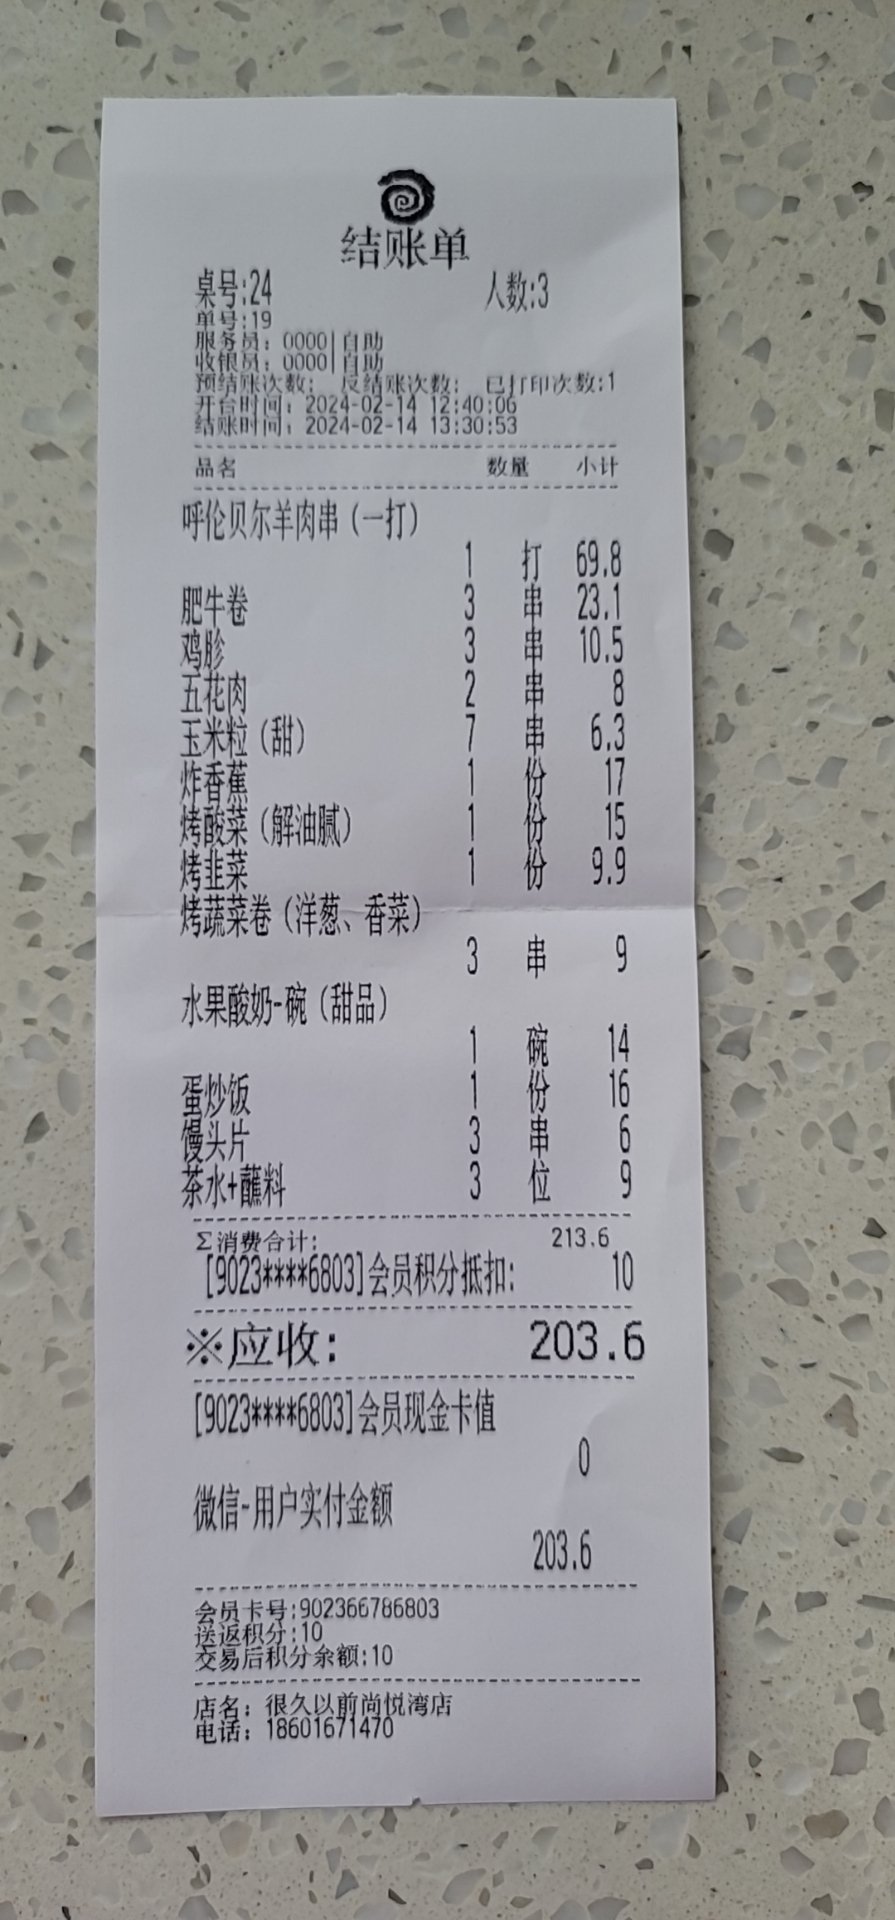 结账单
桌号:24 人数:3
单号:19
服务员: 0000|自助
收银员: 0000|自助
预结账次数: 反结账次数: 已打印次数:1
开台时间: 2024-02-14 12:40:06
结账时间: 2024-02-14 13:30:53
品名 数量 小计
呼伦贝尔羊肉串(一打)
1 打 69.8
肥牛卷 3 串 23.1
鸡胗 3 串 10.5
五花肉 2 串 8
玉米粒(甜) 7 串 6.3
炸香蕉 1 份 17
烤酸菜(解油腻) 1 份 15
烤韭菜 1 份 9.9
烤蔬菜卷(洋葱、香菜)
3 串 9
水果酸奶-碗(甜品)
1 碗 14
蛋炒饭 1 份 16
馒头片 3 串 6
茶水+蘸料 3 位 9
Σ消费合计: 213.6
[9023****6803]会员积分抵扣: 10
※应收: 203.6
[9023****6803]会员现金卡值
0
微信-用户实付金额
203.6
会员卡号:902366786803
送返积分:10
交易后积分余额:10
店名: 很久以前尚悦湾店
电话: 18601671470